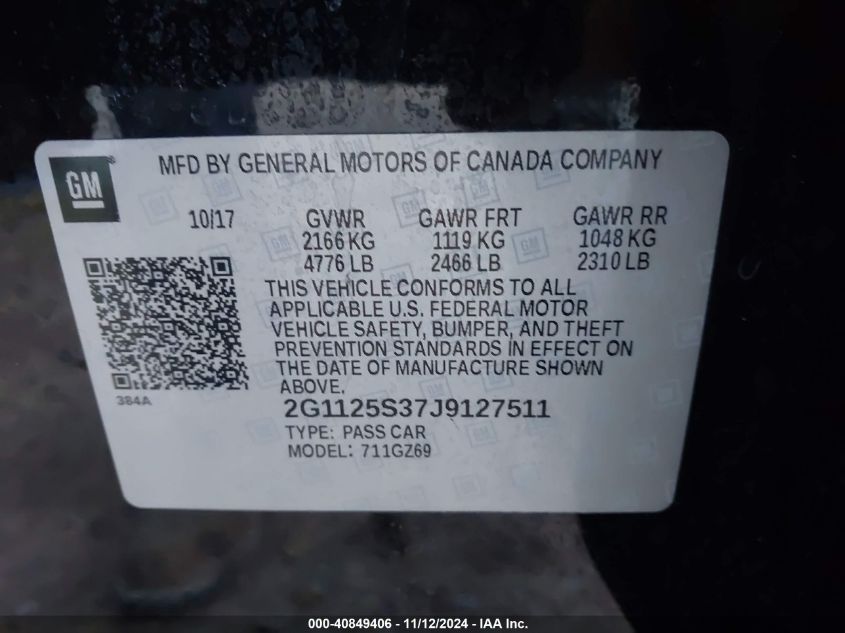 GM
MFD BY GENERAL MOTORS OF CANADA COMPANY
10/17 GVWR GAWR FRT GAWR RR
2166 KG 1119 KG 1048 KG
4776 LB 2466 LB 2310 LB
THIS VEHICLE CONFORMS TO ALL
APPLICABLE U.S. FEDERAL MOTOR
VEHICLE SAFETY, BUMPER, AND THEFT
PREVENTION STANDARDS IN EFFECT ON
THE DATE OF MANUFACTURE SHOWN
ABOVE.
384A
2G1125S37J9127511
TYPE: PASS CAR
MODEL: 711GZ69
000-40849406 - 11/12/2024 - IAA Inc.